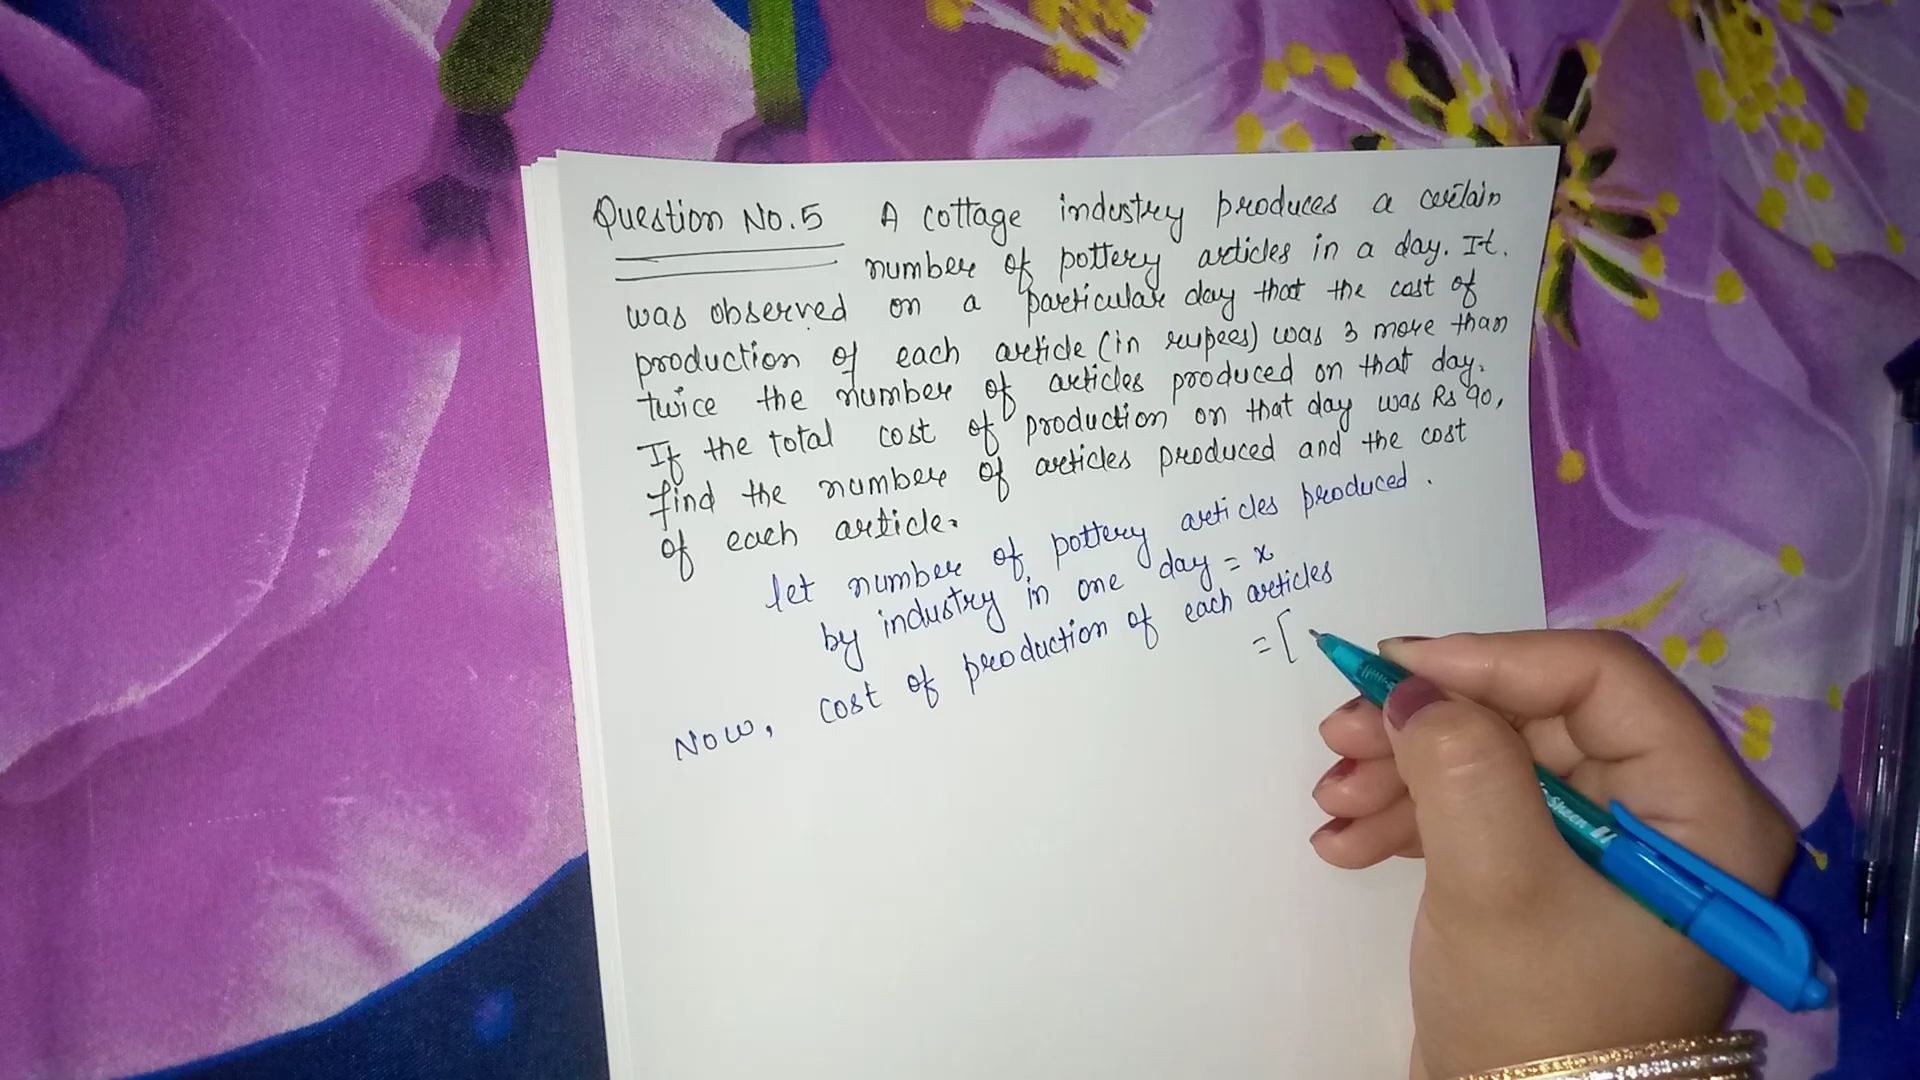 Question No.5 A cottage industry produces a certain
number of pottery articles in a day. It
was observed on a particular day that the cost of
production of each article (in rupees) was 3 more than
twice the number of articles produced on that day.
If the total cost of production on that day was Rs 90,
find the number of articles produced and the cost
of each article.
let number of pottery articles produced.
by industry in one day = x
Now, cost of production of each articles
= [